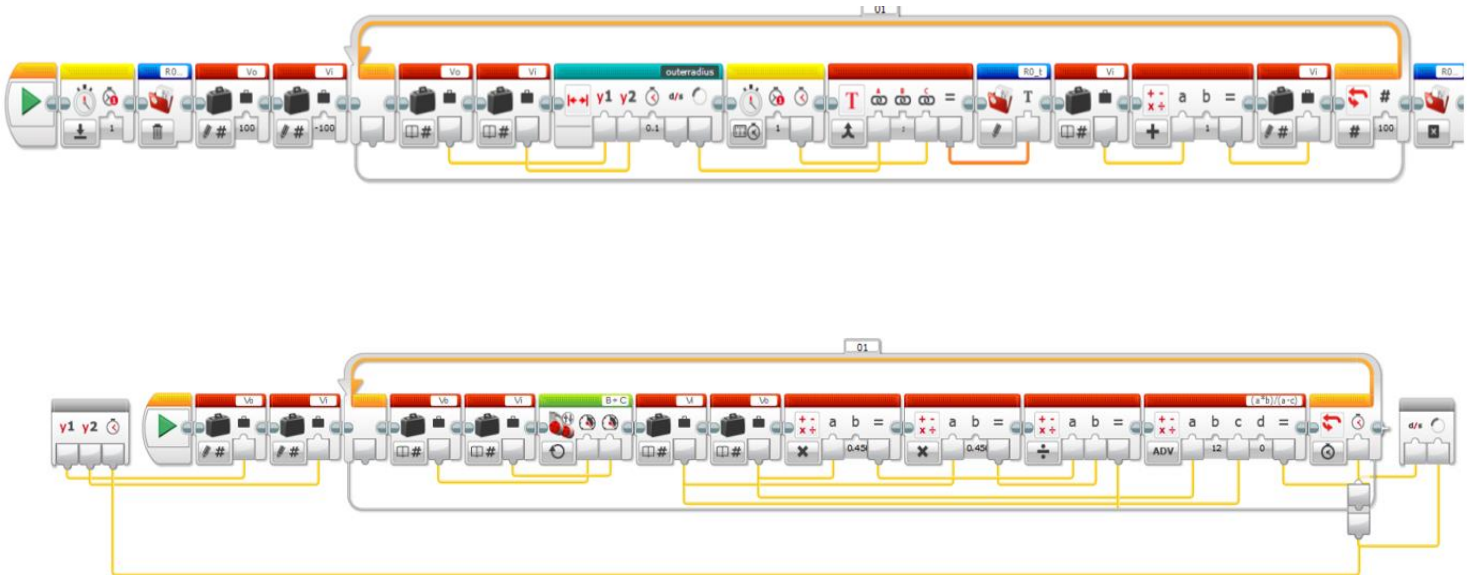 01
R0... Vo Vi Vo Vi outerradius R0_t Vi Vi R0...
y1 y2 d/s T A B C = T a b = #
1 # 100 # -100 # # 0.1 1 # 1 # # 100
01
Vo Vi Vo Vi B+C Vi Vo (a*b)/(a-c)
y1 y2 a b = a b = a b = a b c d = d/s
# # # # # # 0.45 0.45 ADV 12 0